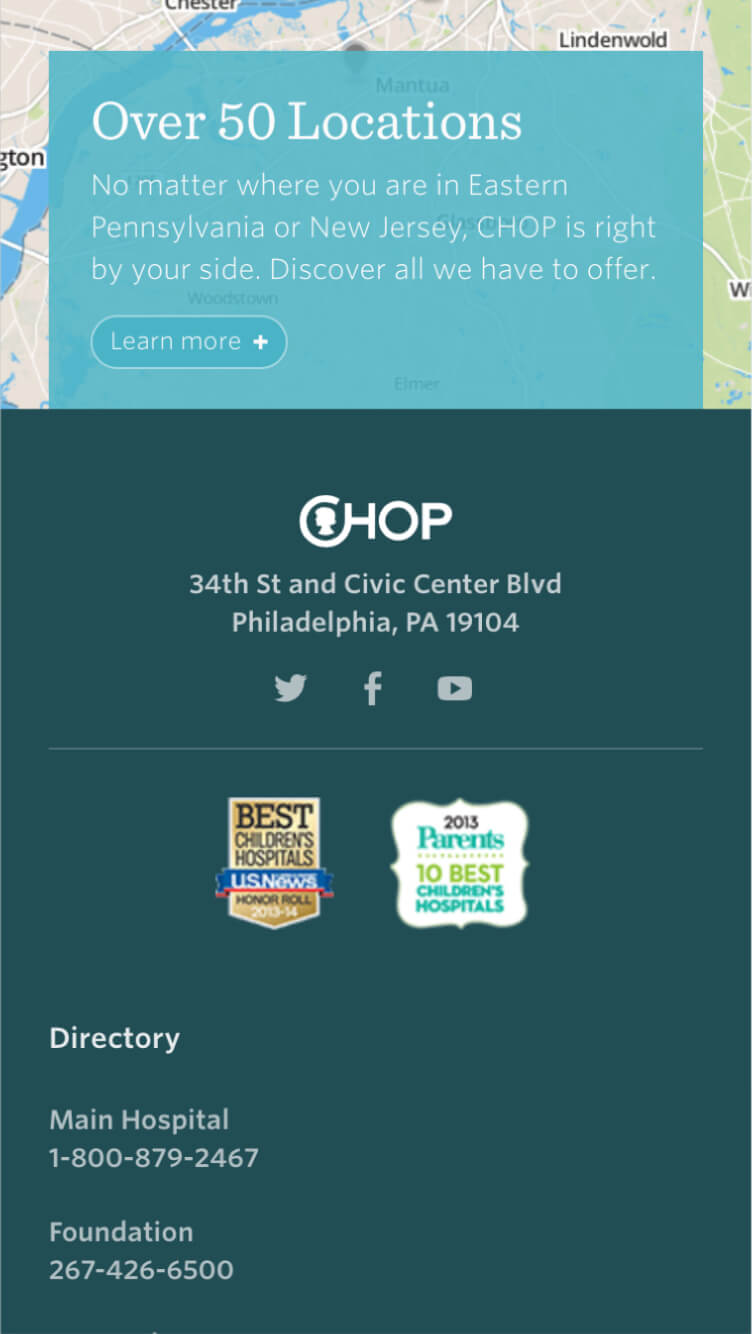 Chester
Lindenwold
Mantua
gton
Over 50 Locations
No matter where you are in Eastern
Pennsylvania or New Jersey, CHOP is right
by your side. Discover all we have to offer.
Woodstown
Wi
Learn more +
Elmer
CHOP
34th St and Civic Center Blvd
Philadelphia, PA 19104
BEST
CHILDREN'S
HOSPITALS
U.S.News
HONOR ROLL
2013-14
2013
Parents
10 BEST
CHILDREN'S
HOSPITALS
Directory
Main Hospital
1-800-879-2467
Foundation
267-426-6500